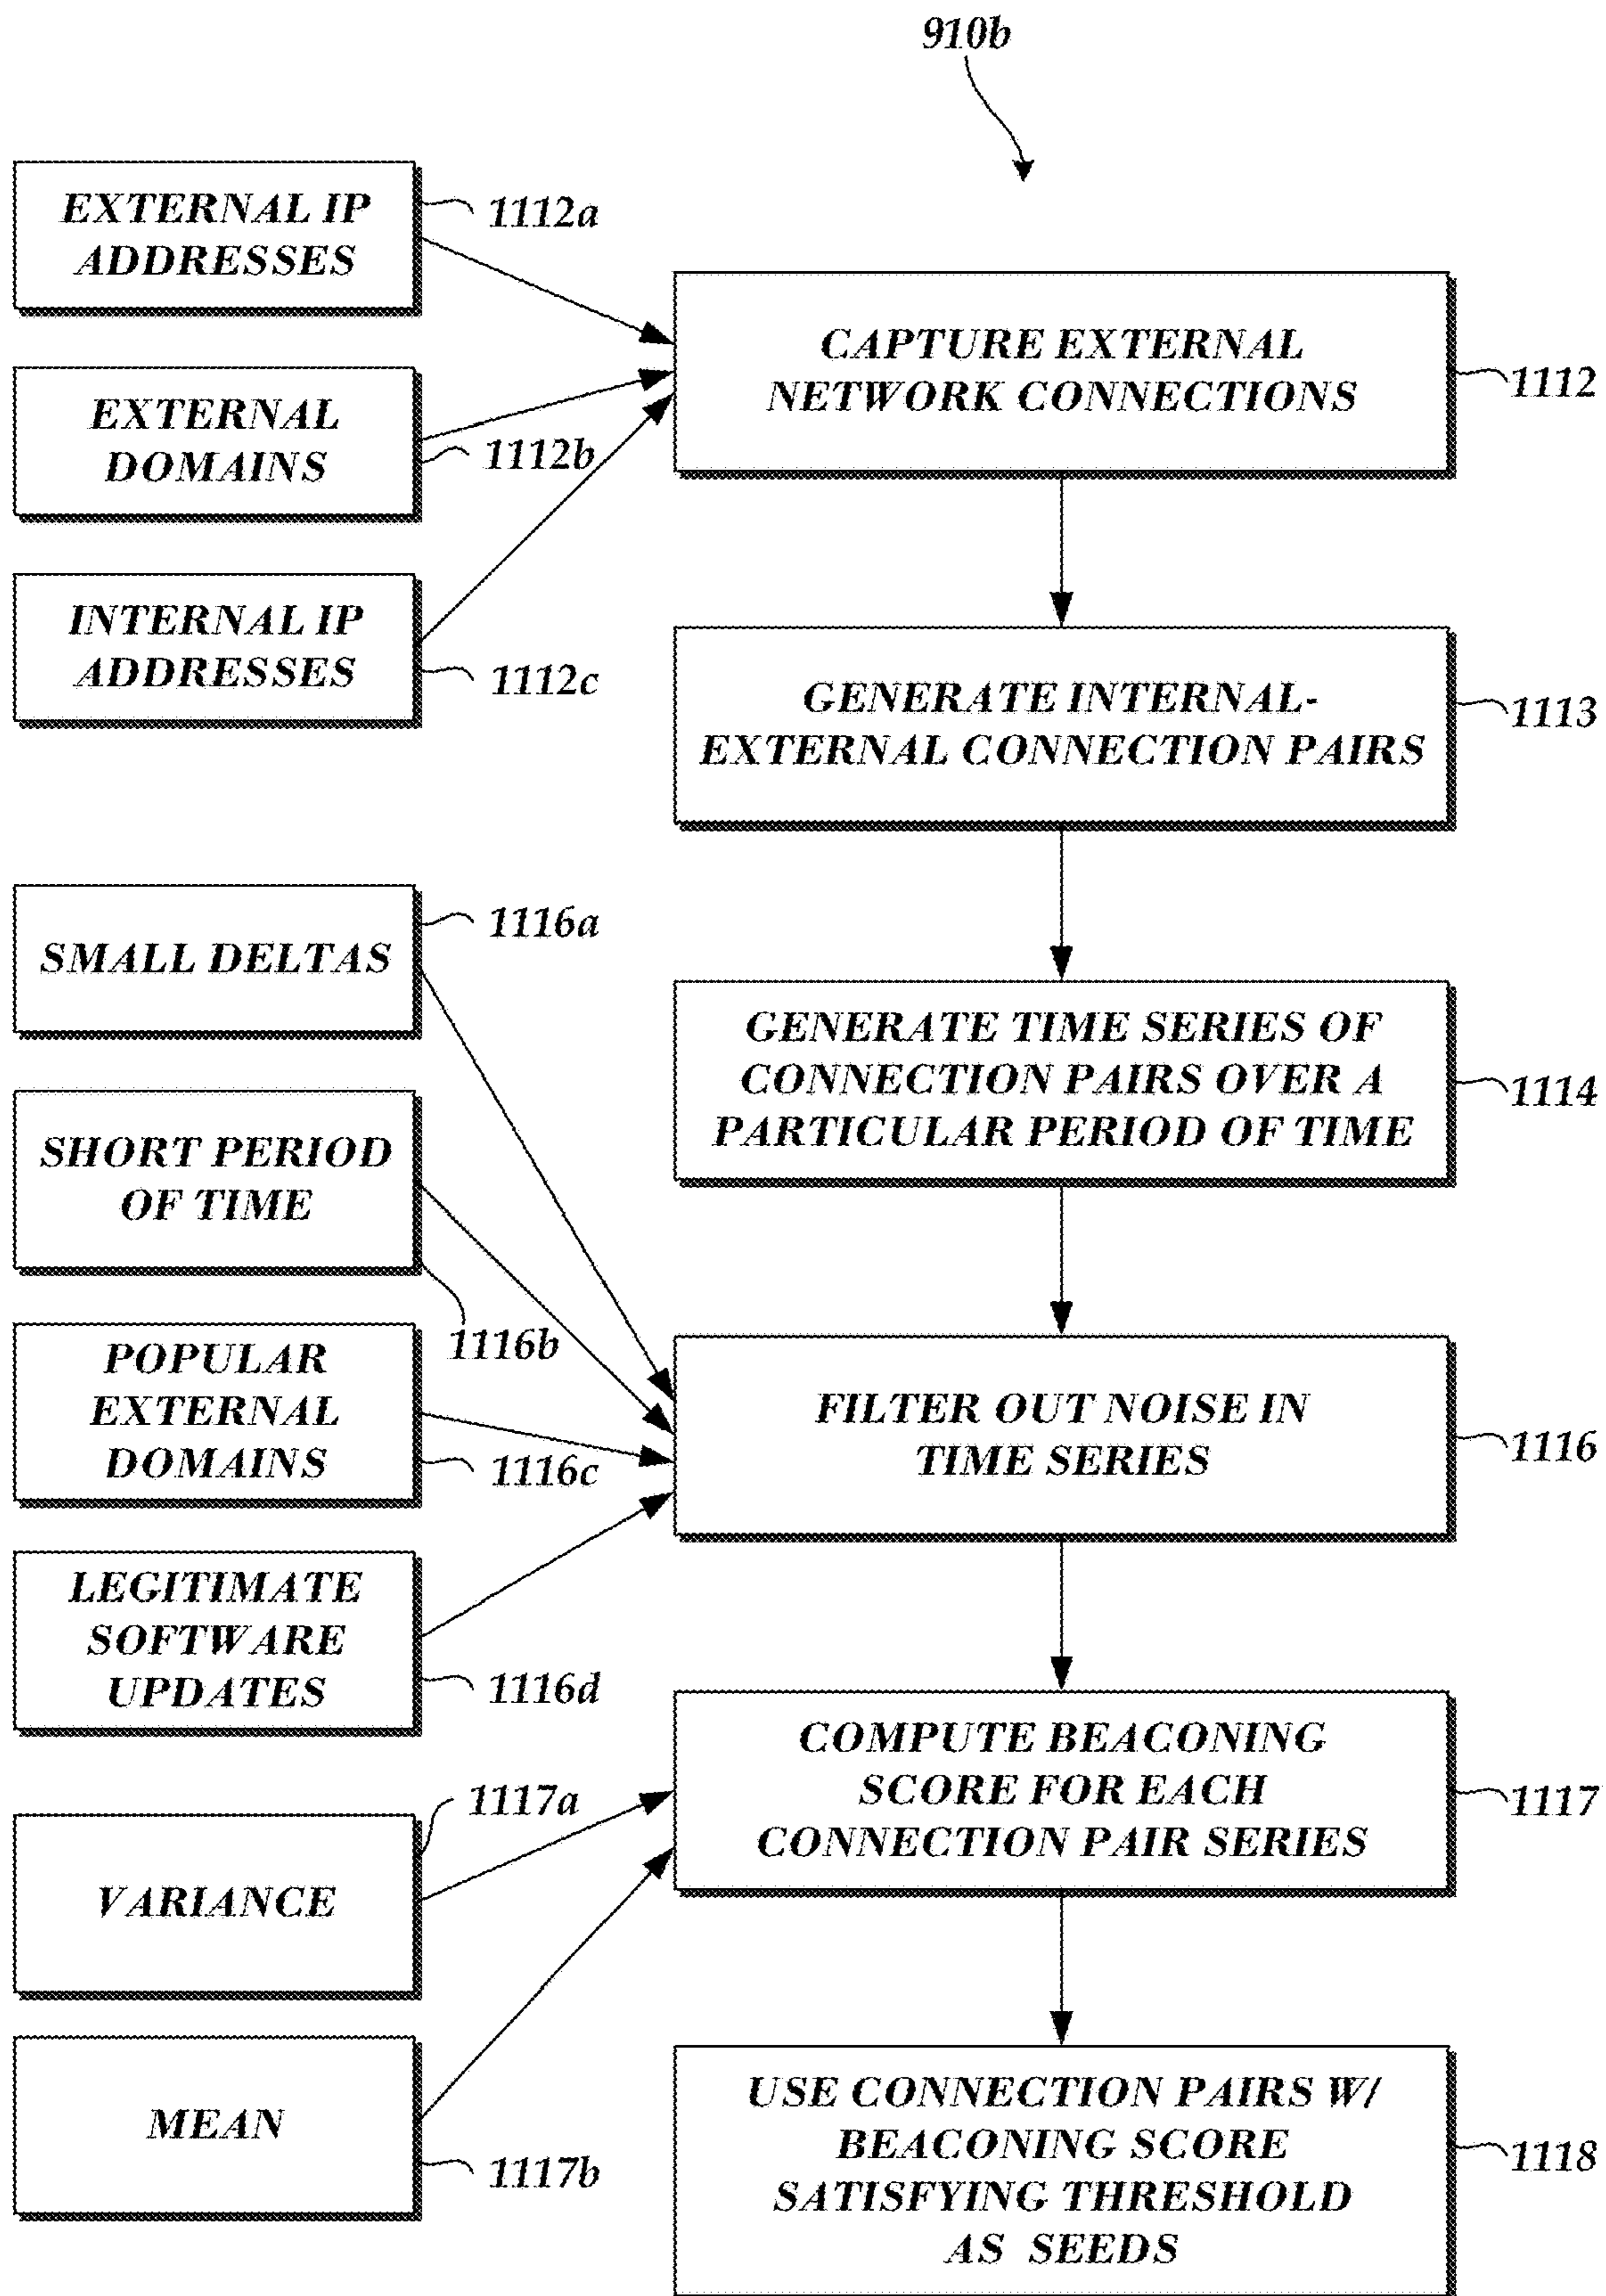 910b
EXTERNAL IP
ADDRESSES
1112a
EXTERNAL
DOMAINS
1112b
INTERNAL IP
ADDRESSES
1112c
CAPTURE EXTERNAL
NETWORK CONNECTIONS
1112
GENERATE INTERNAL-
EXTERNAL CONNECTION PAIRS
1113
SMALL DELTAS
1116a
GENERATE TIME SERIES OF
CONNECTION PAIRS OVER A
PARTICULAR PERIOD OF TIME
1114
SHORT PERIOD
OF TIME
1116b
POPULAR
EXTERNAL
DOMAINS
1116c
LEGITIMATE
SOFTWARE
UPDATES
1116d
FILTER OUT NOISE IN
TIME SERIES
1116
VARIANCE
1117a
MEAN
1117b
COMPUTE BEACONING
SCORE FOR EACH
CONNECTION PAIR SERIES
1117
USE CONNECTION PAIRS W/
BEACONING SCORE
SATISFYING THRESHOLD
AS SEEDS
1118